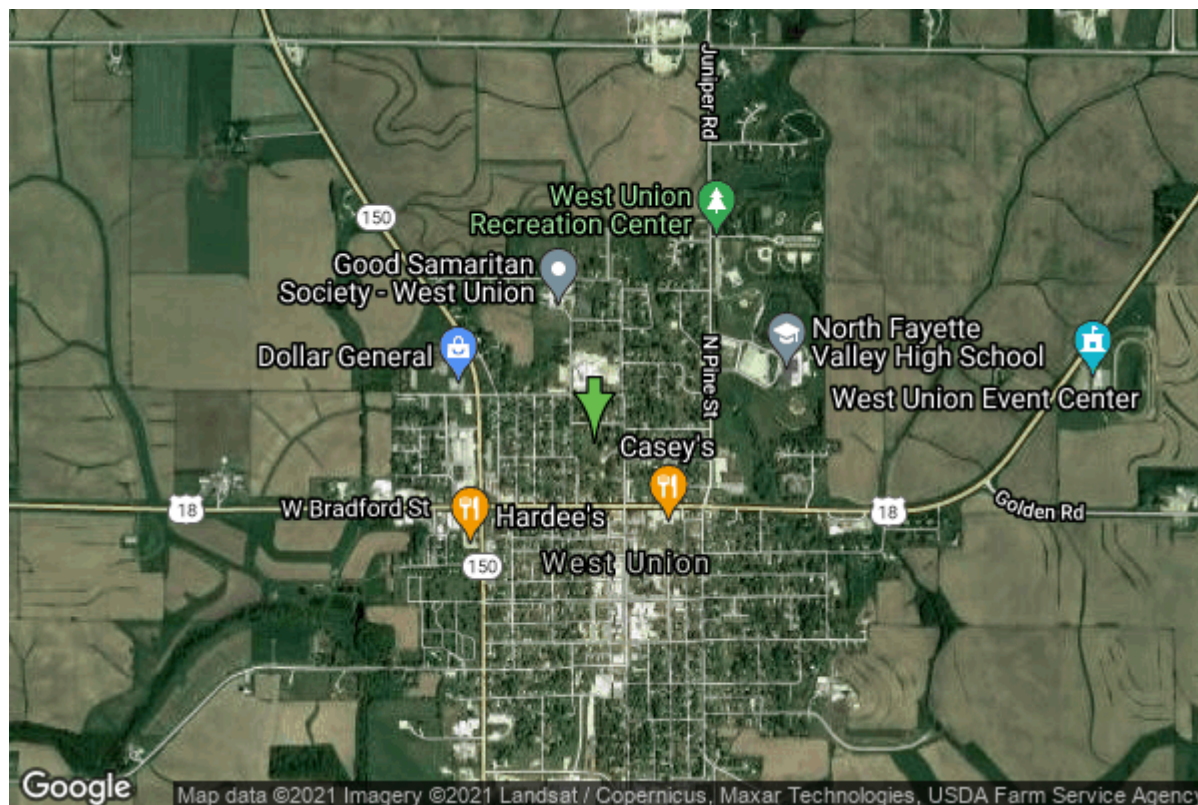 Juniper Rd
West Union
Recreation Center
150
Good Samaritan
Society - West Union
North Fayette
Valley High School
Dollar General
N Pine St
West Union Event Center
Casey's
18
W Bradford St
Hardee's
18
Golden Rd
150
West Union
Google
Map data ©2021 Imagery ©2021 Landsat / Copernicus, Maxar Technologies, USDA Farm Service Agency